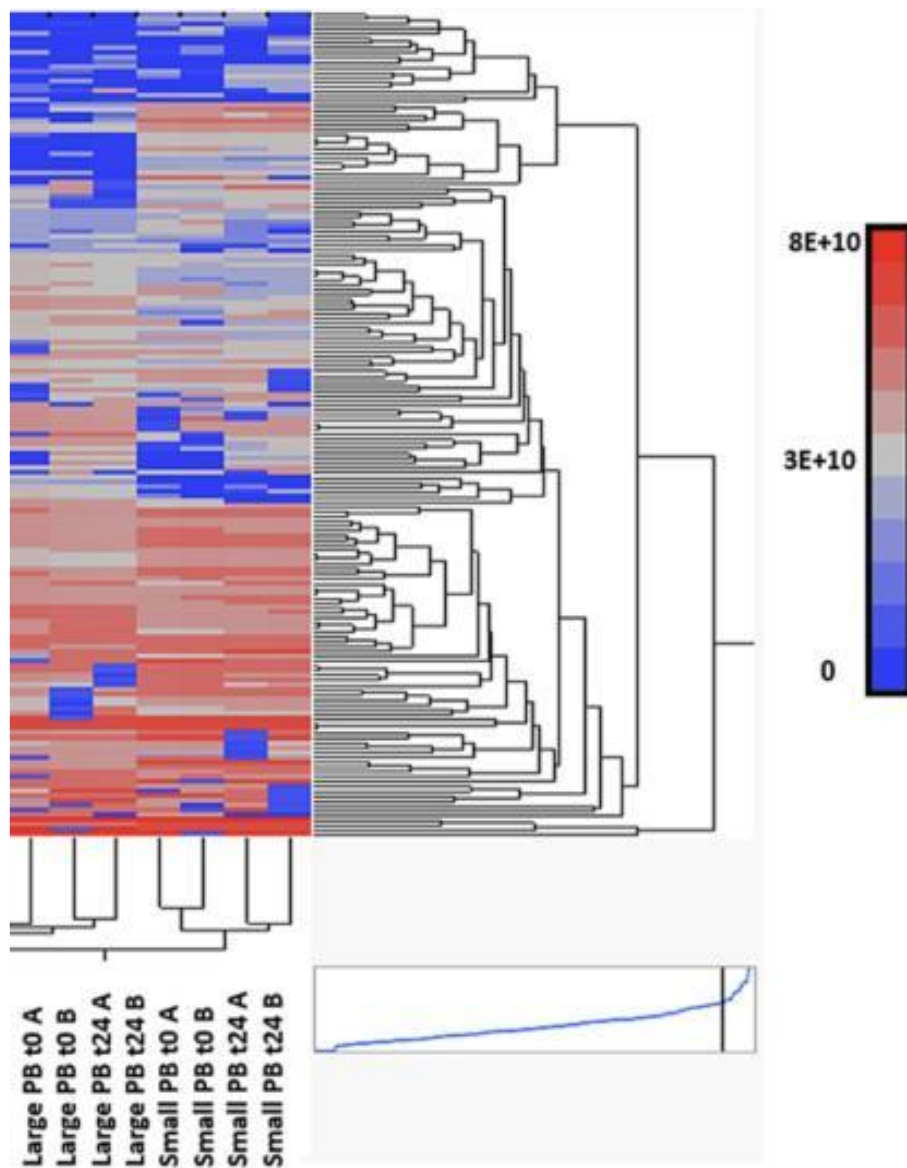 8E+10
3E+10
0
Large PB t0 A
Large PB t0 B
Large PB t24 A
Large PB t24 B
Small PB t0 A
Small PB t0 B
Small PB t24 A
Small PB t24 B